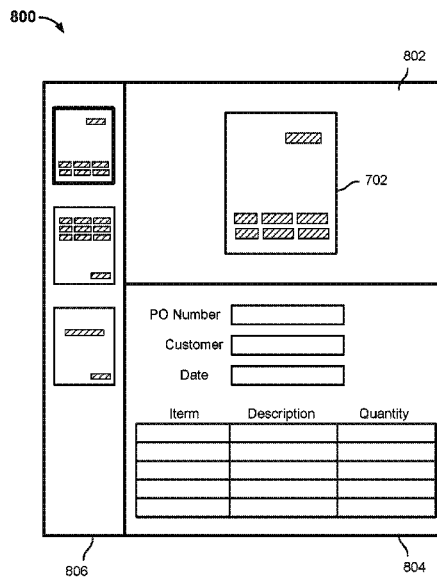 800
802
702
PO Number
Customer
Date
Iterm Description Quantity
806
804